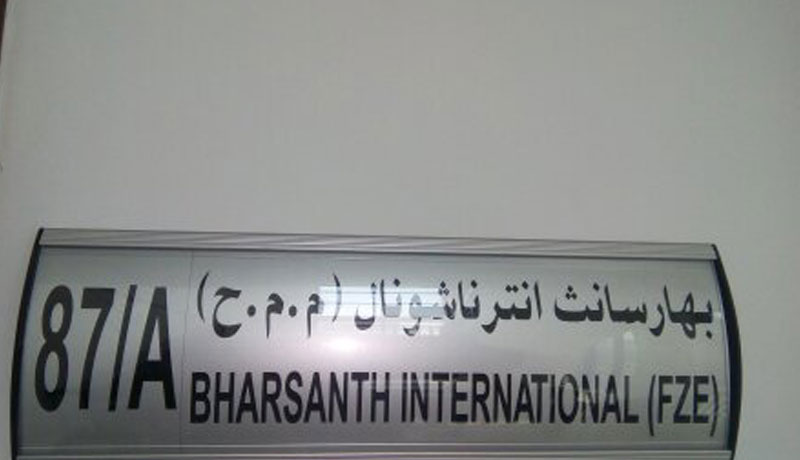 87/A
بهارسانث انترناشونال (م.م.ح)
BHARSANTH INTERNATIONAL (FZE)